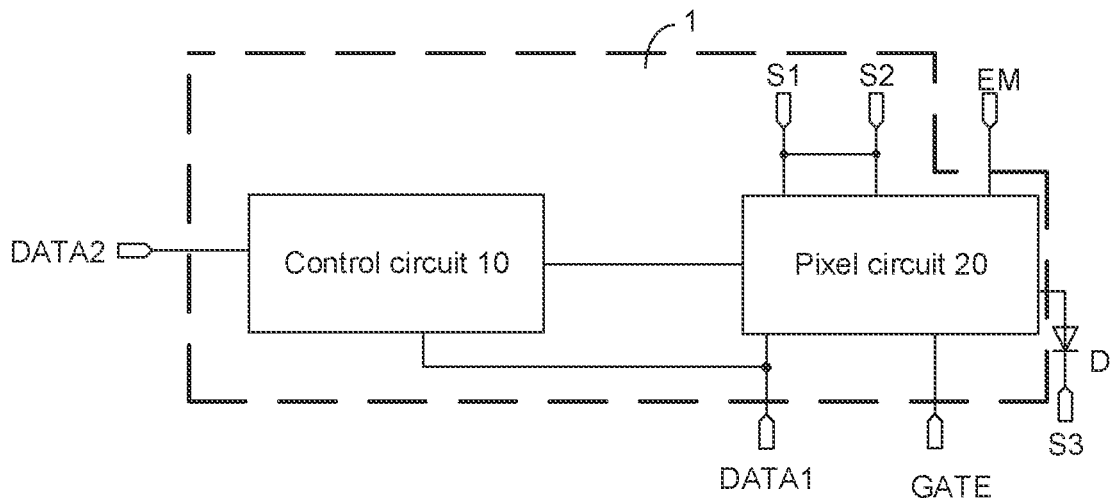 1
S1
S2
EM
DATA2
Control circuit 10
Pixel circuit 20
D
S3
DATA1
GATE